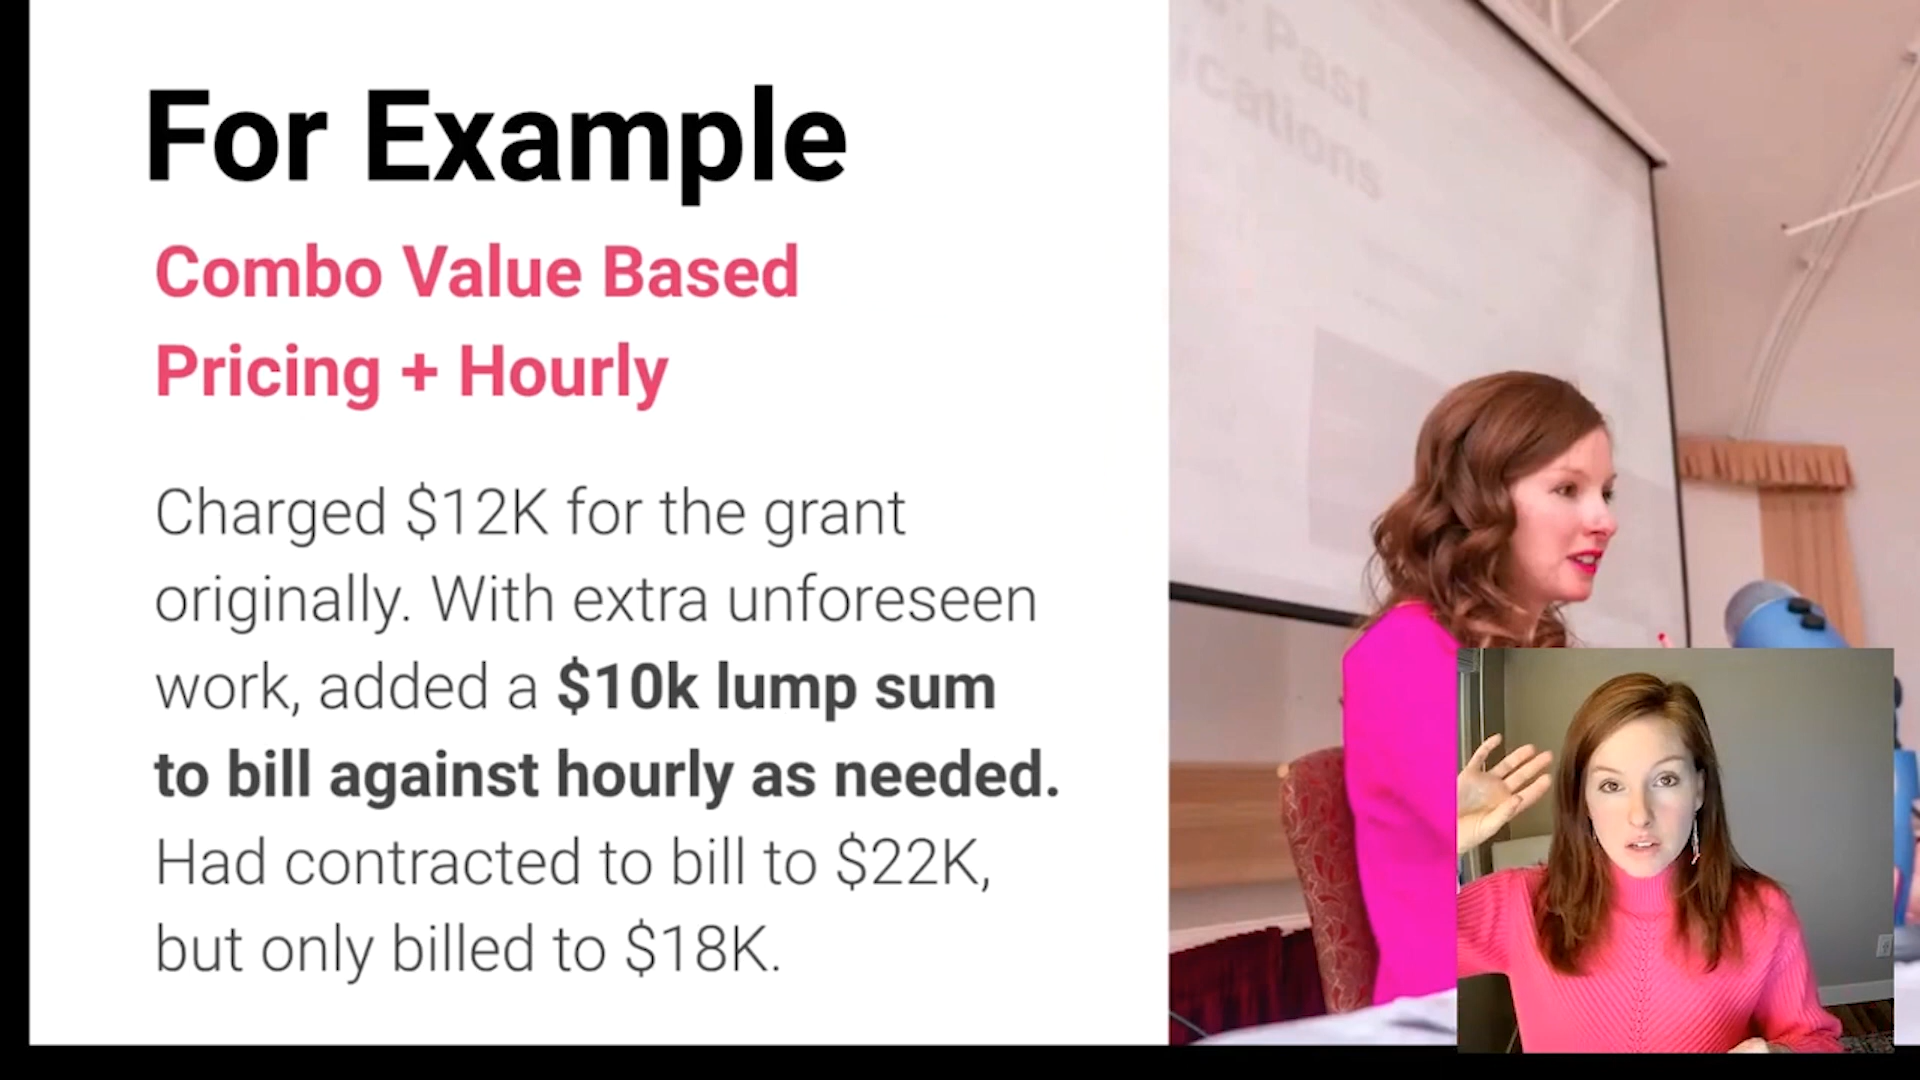 For Example
Combo Value Based
Pricing + Hourly
Charged $12K for the grant
originally. With extra unforeseen
work, added a $10k lump sum
to bill against hourly as needed.
Had contracted to bill to $22K,
but only billed to $18K.
Past